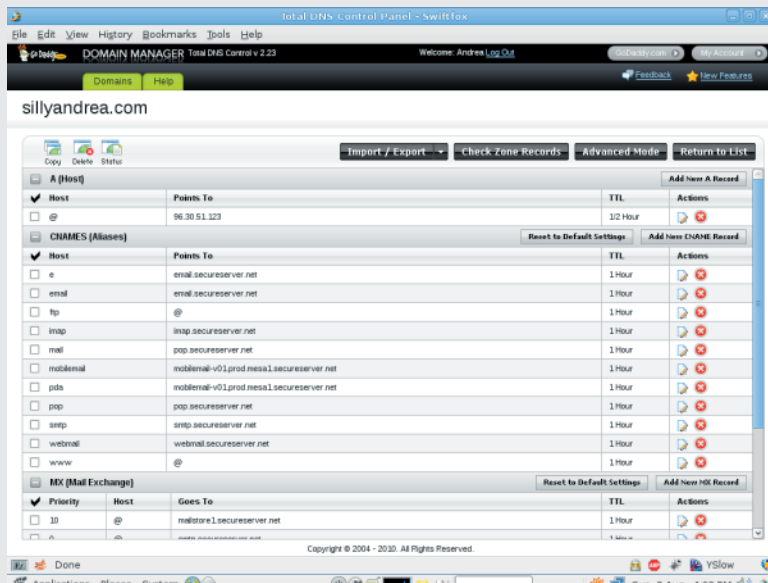 Total DNS Control Panel - Swiftfox
File Edit View History Bookmarks Tools Help
Go Daddy DOMAIN MANAGER Total DNS Control v 2.23 Welcome: Andrea Log Out GoDaddy.com My Account
Domains Help Feedback New Features
sillyandrea.com
Copy Delete Status Import / Export Check Zone Records Advanced Mode Return to List
A (Host) Add New A Record
Host Points To TTL Actions
@ 96.30.51.123 1/2 Hour
CNAMES (Aliases) Reset to Default Settings Add New CNAME Record
Host Points To TTL Actions
e email.secureserver.net 1 Hour
email email.secureserver.net 1 Hour
ftp @ 1 Hour
imap imap.secureserver.net 1 Hour
mail pop.secureserver.net 1 Hour
mobilemail mobilemail-v01.prod.mesa1.secureserver.net 1 Hour
pda mobilemail-v01.prod.mesa1.secureserver.net 1 Hour
pop pop.secureserver.net 1 Hour
smtp smtp.secureserver.net 1 Hour
webmail webmail.secureserver.net 1 Hour
www @ 1 Hour
MX (Mail Exchange) Reset to Default Settings Add New MX Record
Priority Host Goes To TTL Actions
10 @ mailstore1.secureserver.net 1 Hour
Copyright © 2004 - 2010. All Rights Reserved.
Done YSlow
Applications Places System